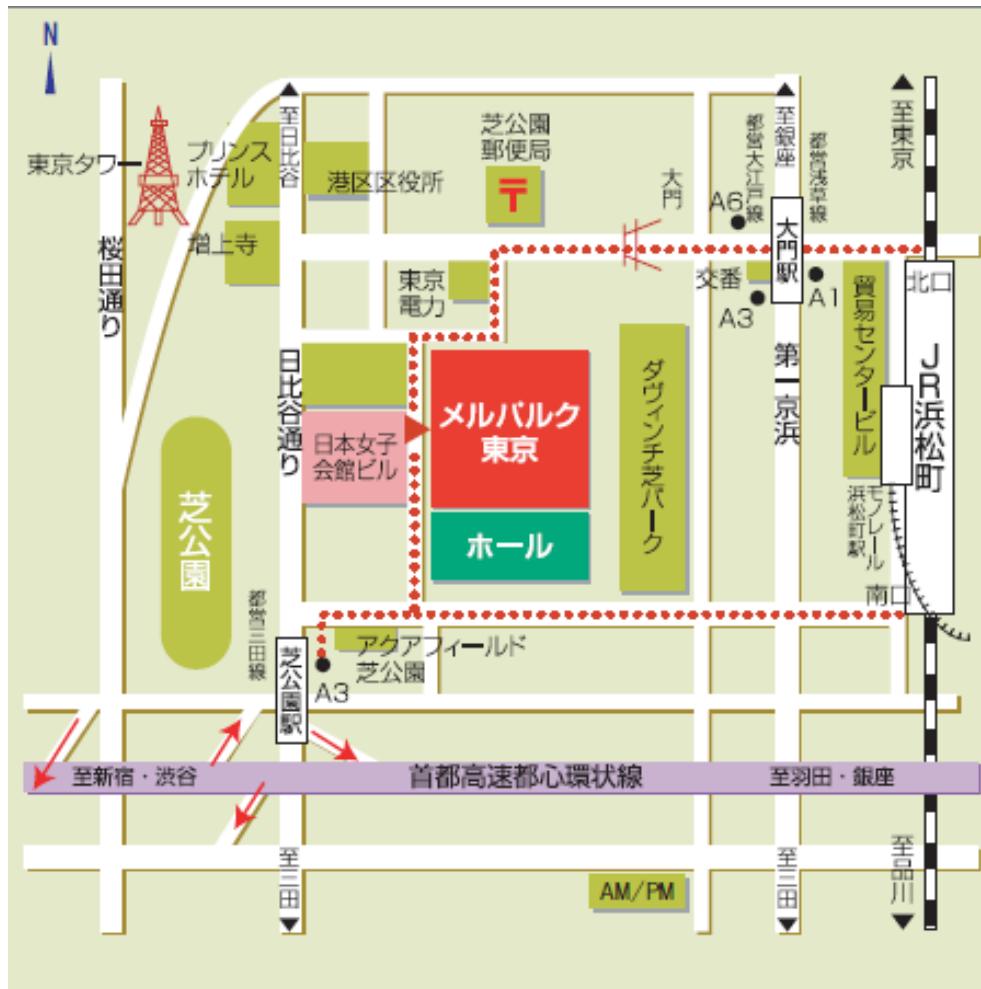 N
至日比谷
芝公園
郵便局
〒
都営大江戸線
至銀座
都営浅草線
至東京
東京タワー
プリンス
ホテル
港区区役所
大門
A6
大門駅
増上寺
桜田通り
東京
電力
交番
A3
A1
北口
貿易センタービル
JR浜松町
日比谷通り
第一京浜
メルパルク
東京
日本女子
会館ビル
ダヴィンチ芝パーク
芝公園
ホール
モノレール
浜松町駅
南口
都営三田線
芝公園駅
A3
アクアフィールド
芝公園
至新宿・渋谷
首都高速都心環状線
至羽田・銀座
至三田
至三田
至品川
AM/PM